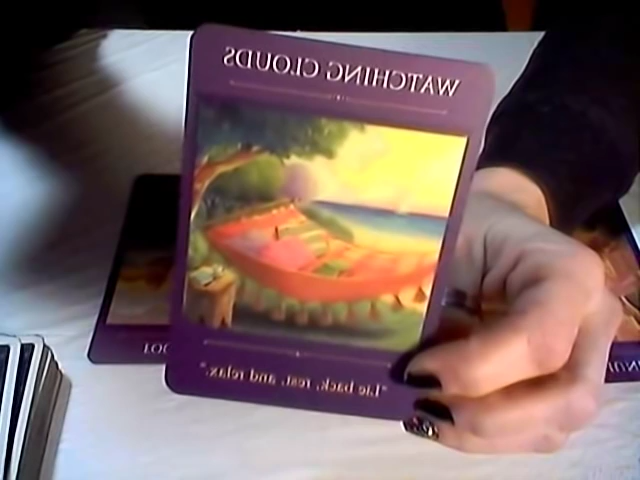 WATCHING CLOUDS
"Lie back, rest, and relax."